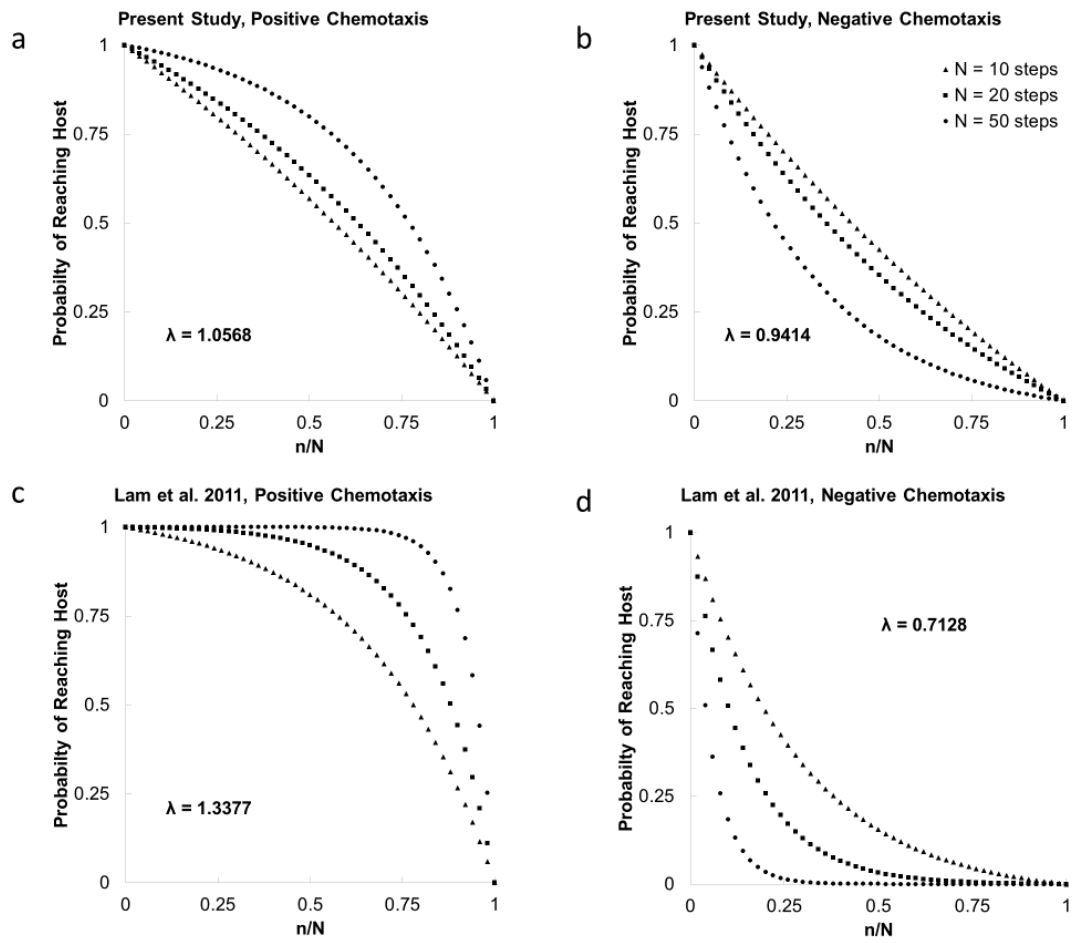 a
Present Study, Positive Chemotaxis
Probabilty of Reaching Host
1
0.75
0.5
0.25
0
λ = 1.0568
0
0.25
0.5
0.75
1
n/N
b
Present Study, Negative Chemotaxis
Probabilty of Reaching Host
1
0.75
0.5
0.25
0
N = 10 steps
N = 20 steps
N = 50 steps
λ = 0.9414
0
0.25
0.5
0.75
1
n/N
c
Lam et al. 2011, Positive Chemotaxis
Probabilty of Reaching Host
1
0.75
0.5
0.25
0
λ = 1.3377
0
0.25
0.5
0.75
1
n/N
d
Lam et al. 2011, Negative Chemotaxis
Probabilty of Reaching Host
1
0.75
0.5
0.25
0
λ = 0.7128
0
0.25
0.5
0.75
1
n/N